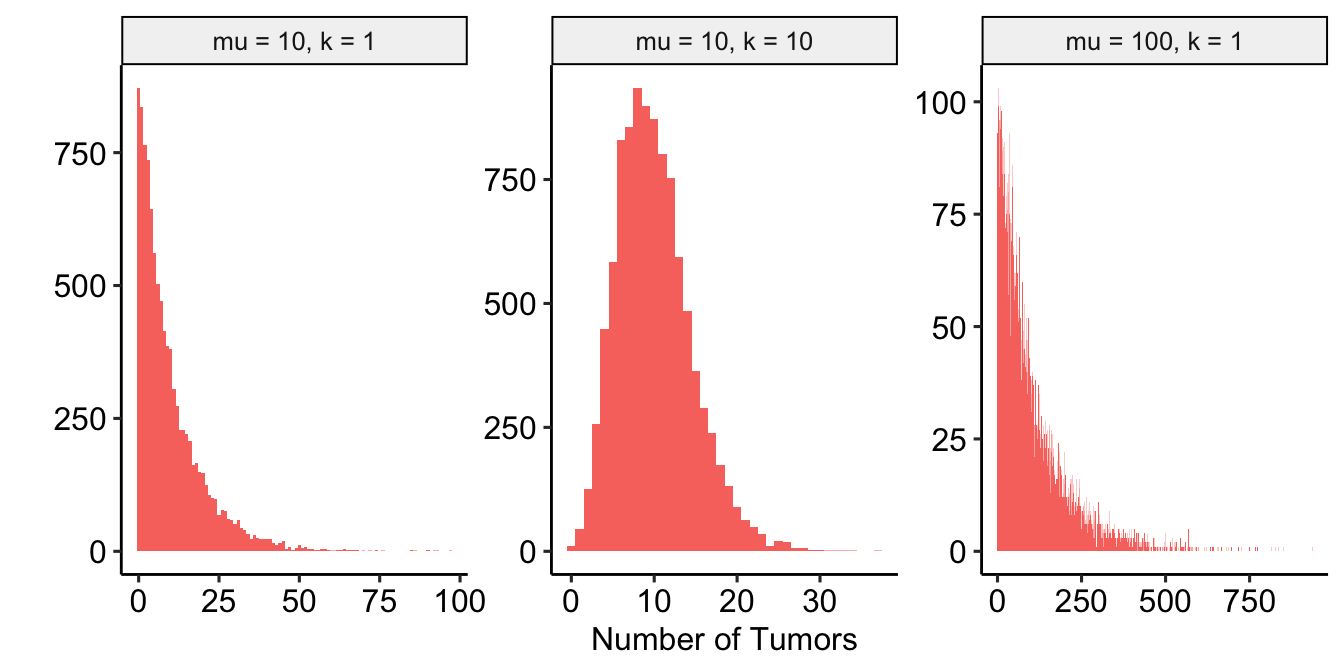 mu = 10, k = 1
mu = 10, k = 10
mu = 100, k = 1
750
500
250
0
0 25 50 75 100
750
500
250
0
0 10 20 30
100
75
50
25
0
0 250 500 750
Number of Tumors